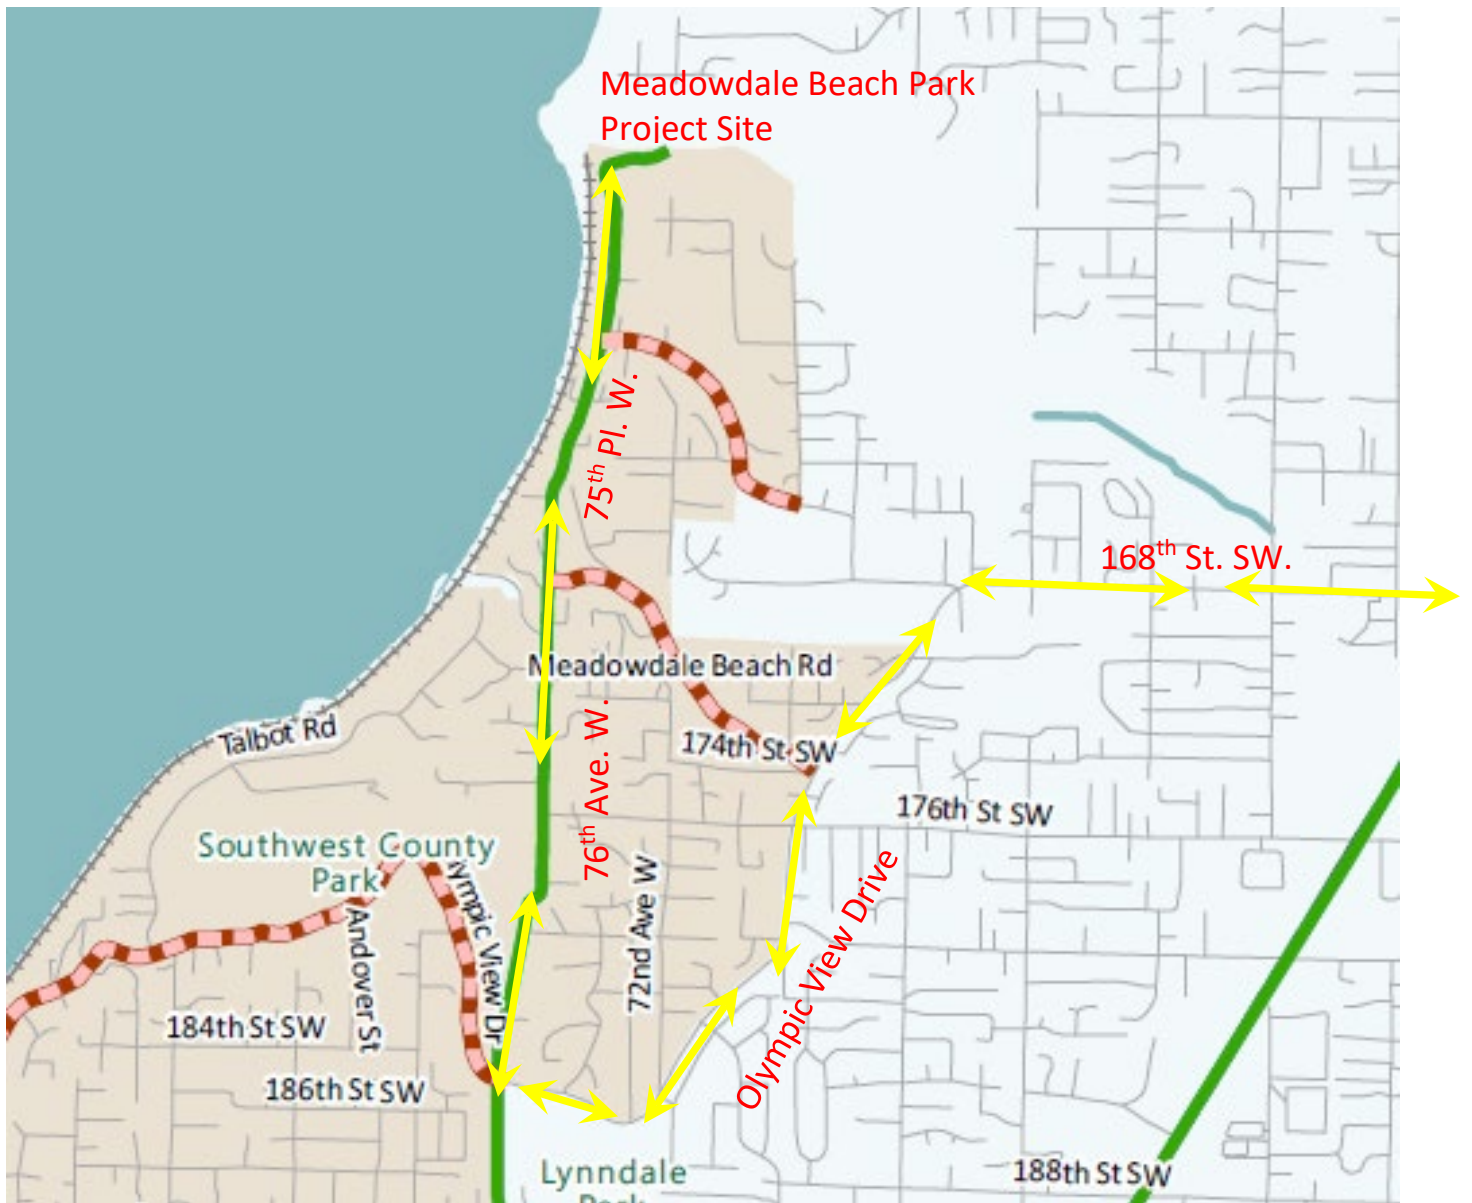 Meadowdale Beach Park
Project Site
75th Pl. W.
168th St. SW.
Meadowdale Beach Rd
Talbot Rd
174th St SW
76th Ave. W.
176th St SW
Southwest County
Park
lympic View Dr
72nd Ave W
Olympic View Drive
Andover St
184th St SW
186th St SW
188th St SW
Lynndale
Park